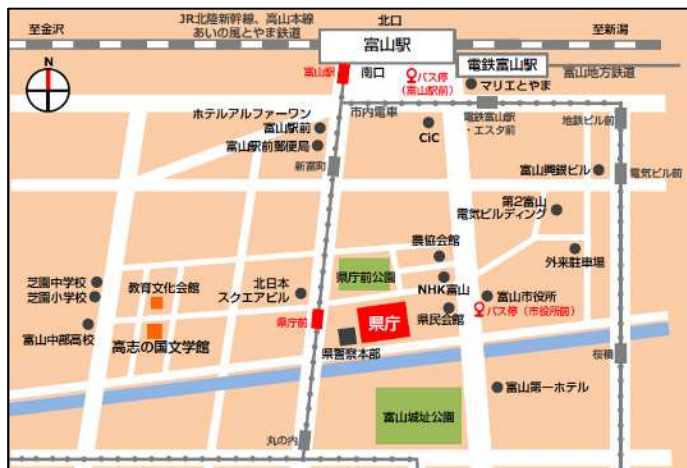 JR北陸新幹線、高山本線
あいの風とやま鉄道
北口
至金沢
至新潟
富山駅
電鉄富山駅
富山地方鉄道
N
富山駅
南口
バス停
(富山駅前)
マリエとやま
市内電車
電鉄富山駅
・エスタ前
地鉄ビル前
ホテルアルファーワン
富山駅前
富山駅前郵便局
CiC
新富町
富山興銀ビル
電気ビル前
第2富山
電気ビルディング
農協会館
外来駐車場
県庁前公園
NHK富山
芝園中学校
芝園小学校
教育文化会館
北日本
スクエアビル
富山市役所
バス停(市役所前)
県民会館
県庁
県庁前
富山中部高校
高志の国文学館
県警察本部
桜橋
富山第一ホテル
富山城址公園
丸の内